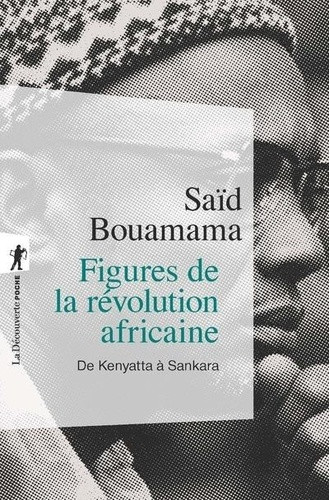 Saïd
Bouamama
Figures de
la révolution
africaine
De Kenyatta à Sankara
La Découverte POCHE